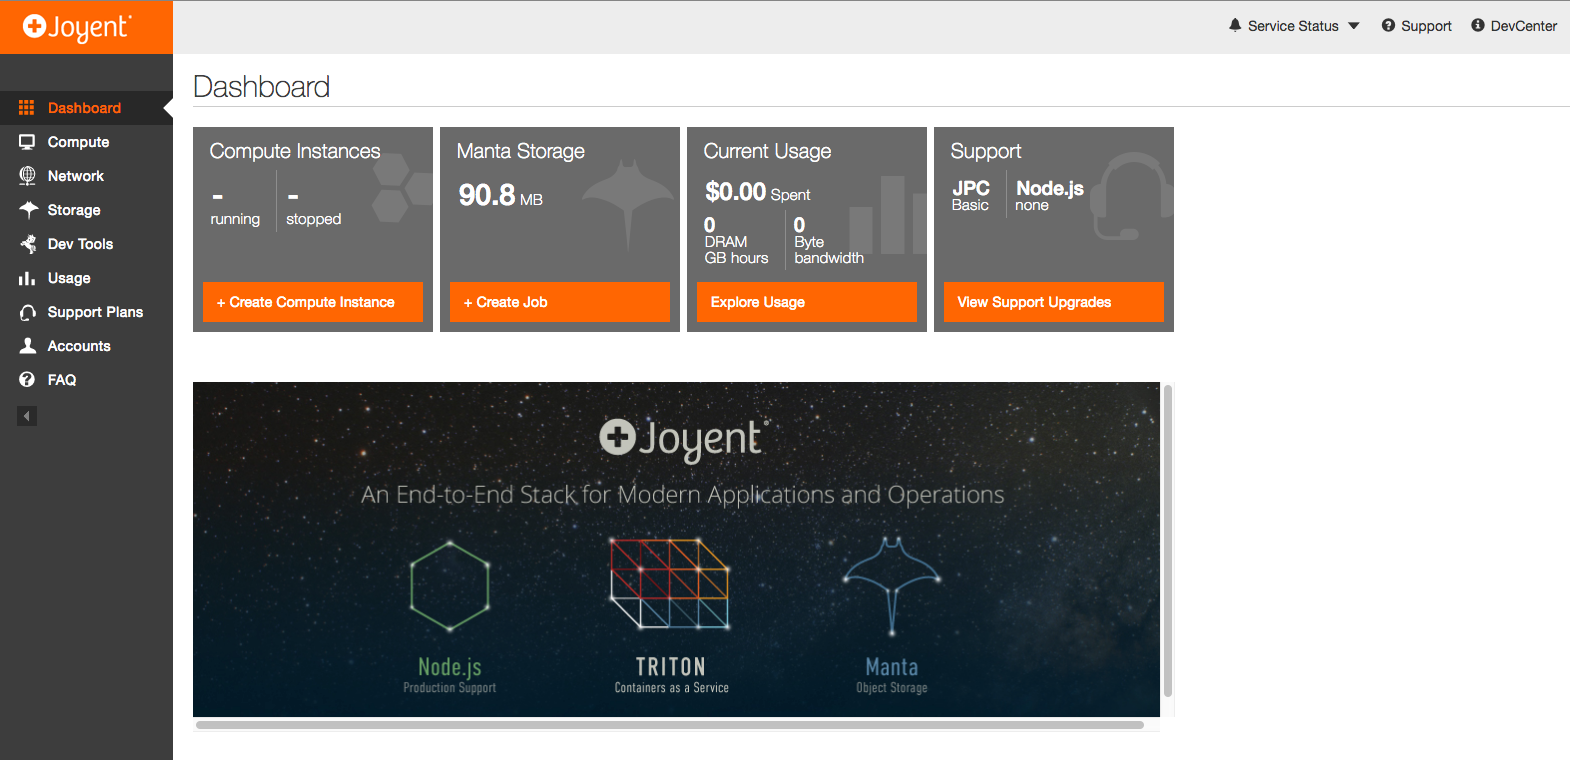 Joyent
Service Status
Support
DevCenter
Dashboard
Compute
Network
Storage
Dev Tools
Usage
Support Plans
Accounts
FAQ
Dashboard
Compute Instances
- -
running stopped
+ Create Compute Instance
Manta Storage
90.8 MB
+ Create Job
Current Usage
$0.00 Spent
0 0
DRAM Byte
GB hours bandwidth
Explore Usage
Support
JPC Node.js
Basic none
View Support Upgrades
Joyent
An End-to-End Stack for Modern Applications and Operations
Node.js
Production Support
TRITON
Containers as a Service
Manta
Object Storage